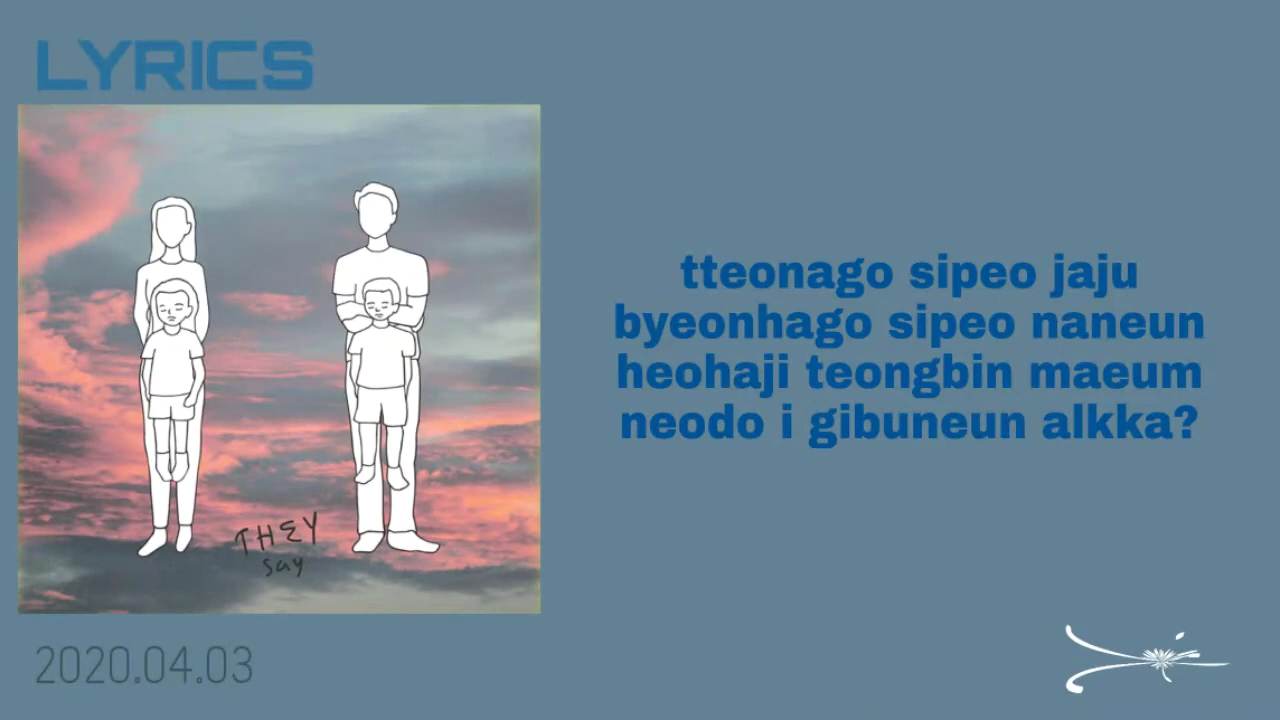 LYRICS
THEY
say
tteonago sipeo jaju
byeonhago sipeo naneun
heohaji teongbin maeum
neodo i gibuneun alkka?
2020.04.03